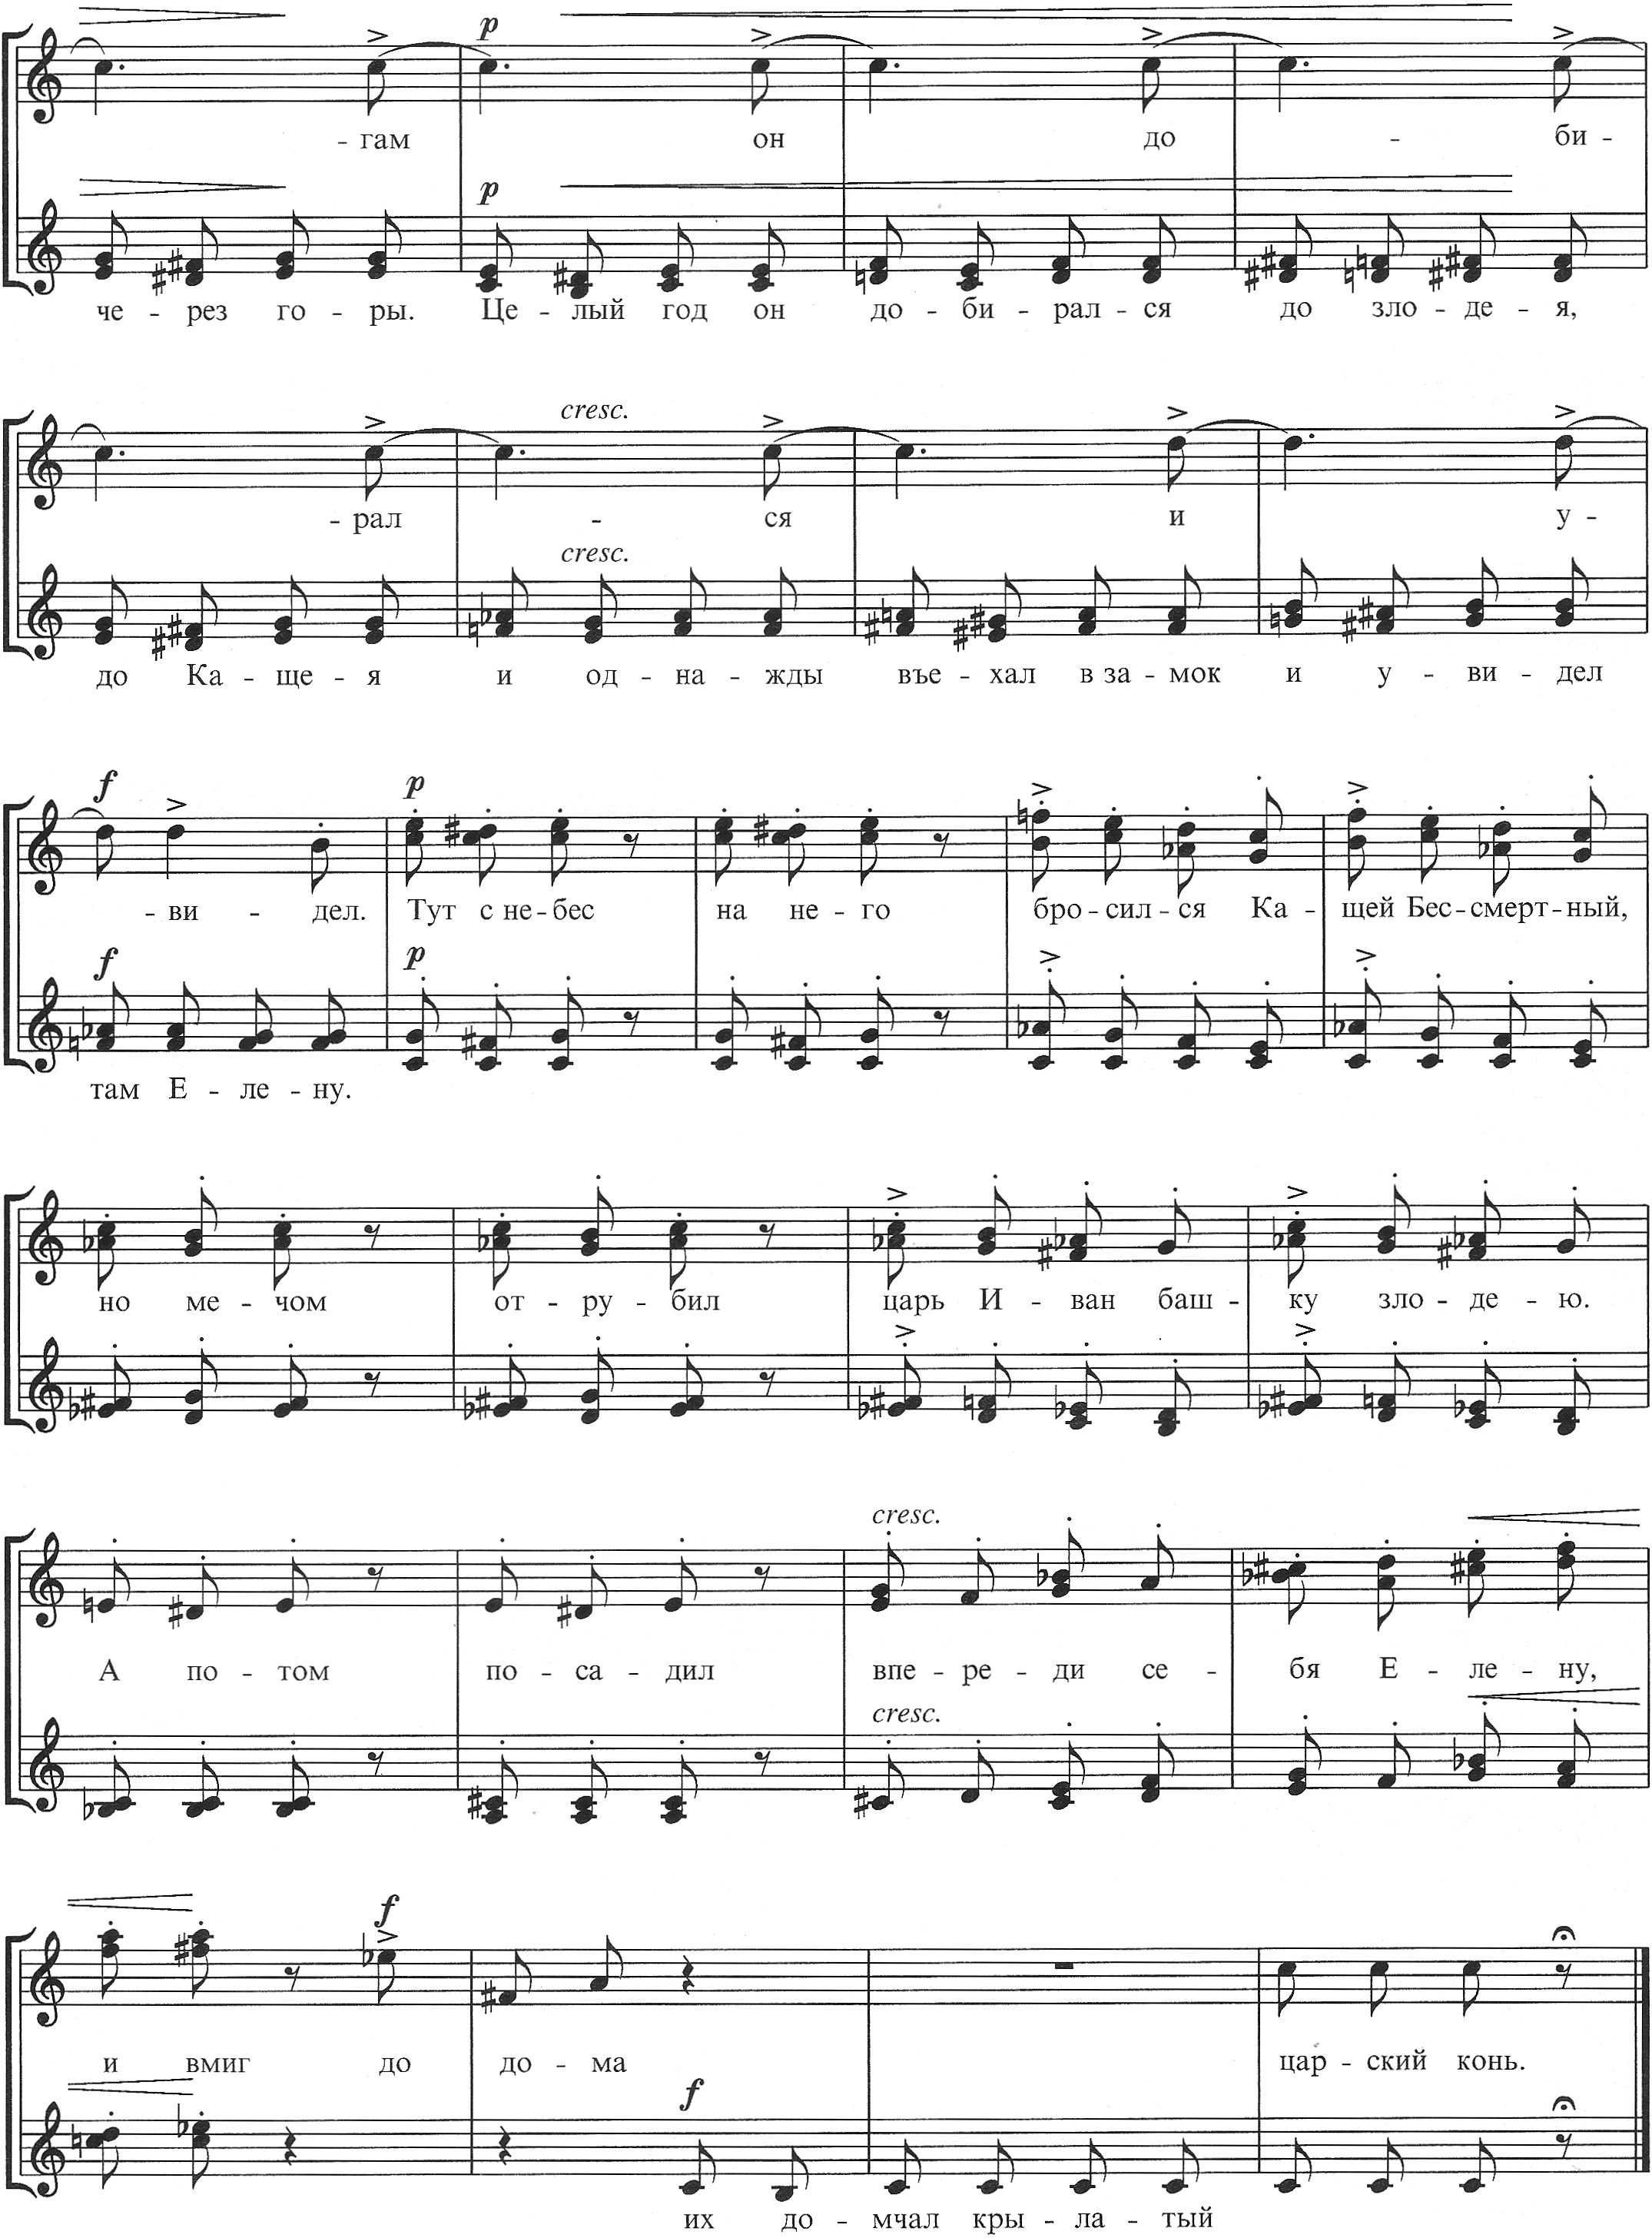 p
- гам он до - би -
p
че - рез го - ры. Це - лый год он до - би - рал - ся до зло - де - я,
cresc.
- рал - ся и у -
cresc.
до Ка - ще - я и од - на - жды въе - хал в за - мок и у - ви - дел
f p
- ви - дел. Тут с не - бес на не - го бро - сил - ся Ка - щей Бес - смерт - ный,
f p
там Е - ле - ну.
но ме - чом от - ру - бил царь И - ван баш - ку зло - де - ю.
cresc.
А по - том по - са - дил впе - ре - ди се - бя Е - ле - ну,
cresc.
f
и вмиг до до - ма цар - ский конь.
f
их до - мчал кры - ла - тый